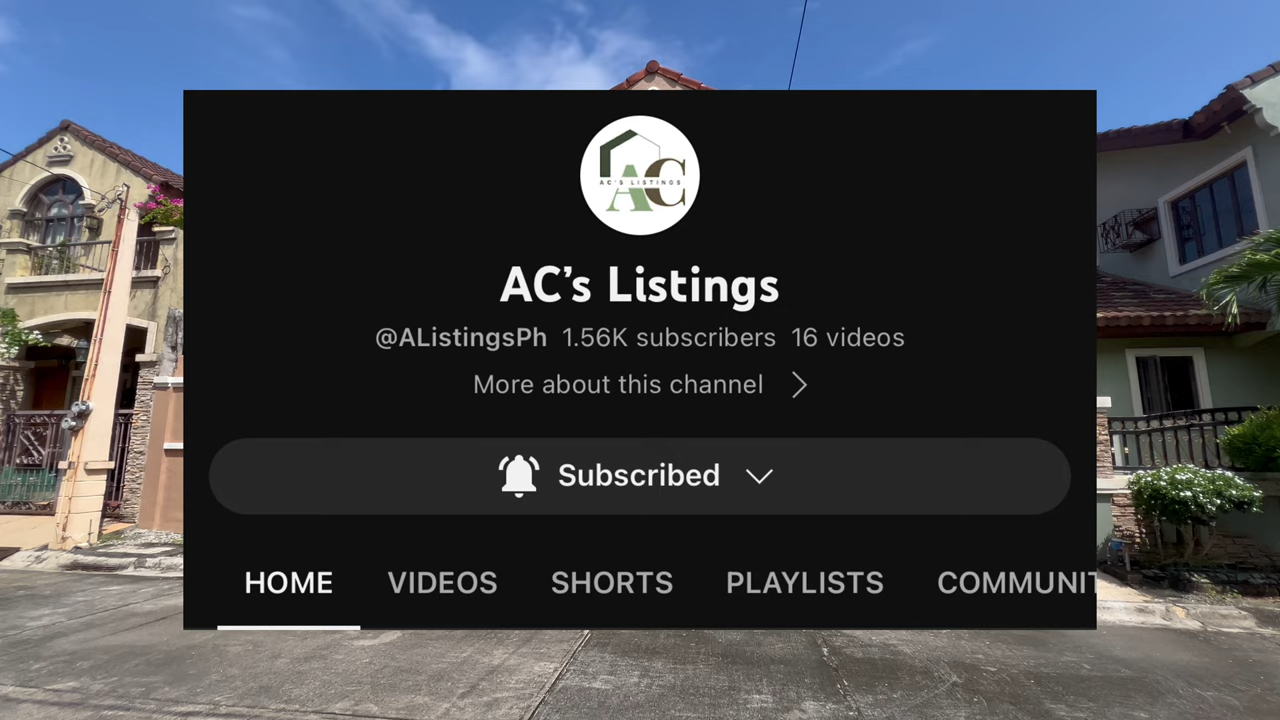 AC
AC'S LISTINGS
AC’s Listings
@AListingsPh 1.56K subscribers 16 videos
More about this channel
Subscribed
HOME VIDEOS SHORTS PLAYLISTS COMMUNIT